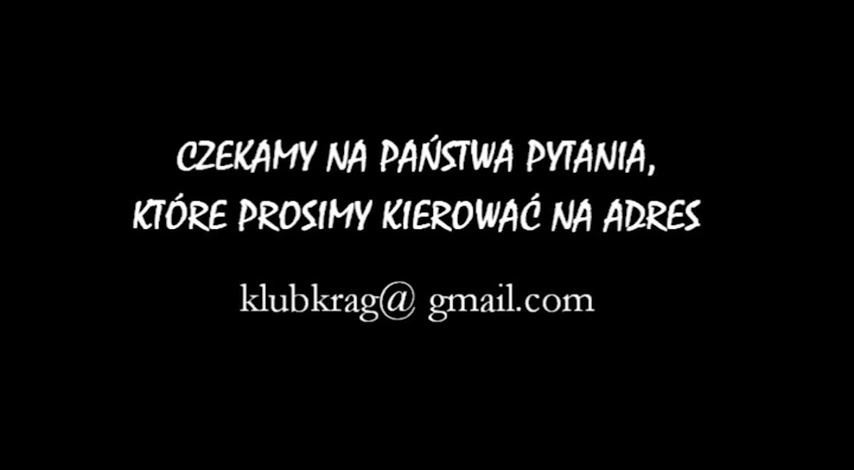 CZEKAMY NA PAŃSTWA PYTANIA,
KTÓRE PROSIMY KIEROWAĆ NA ADRES
klubkrag@ gmail.com